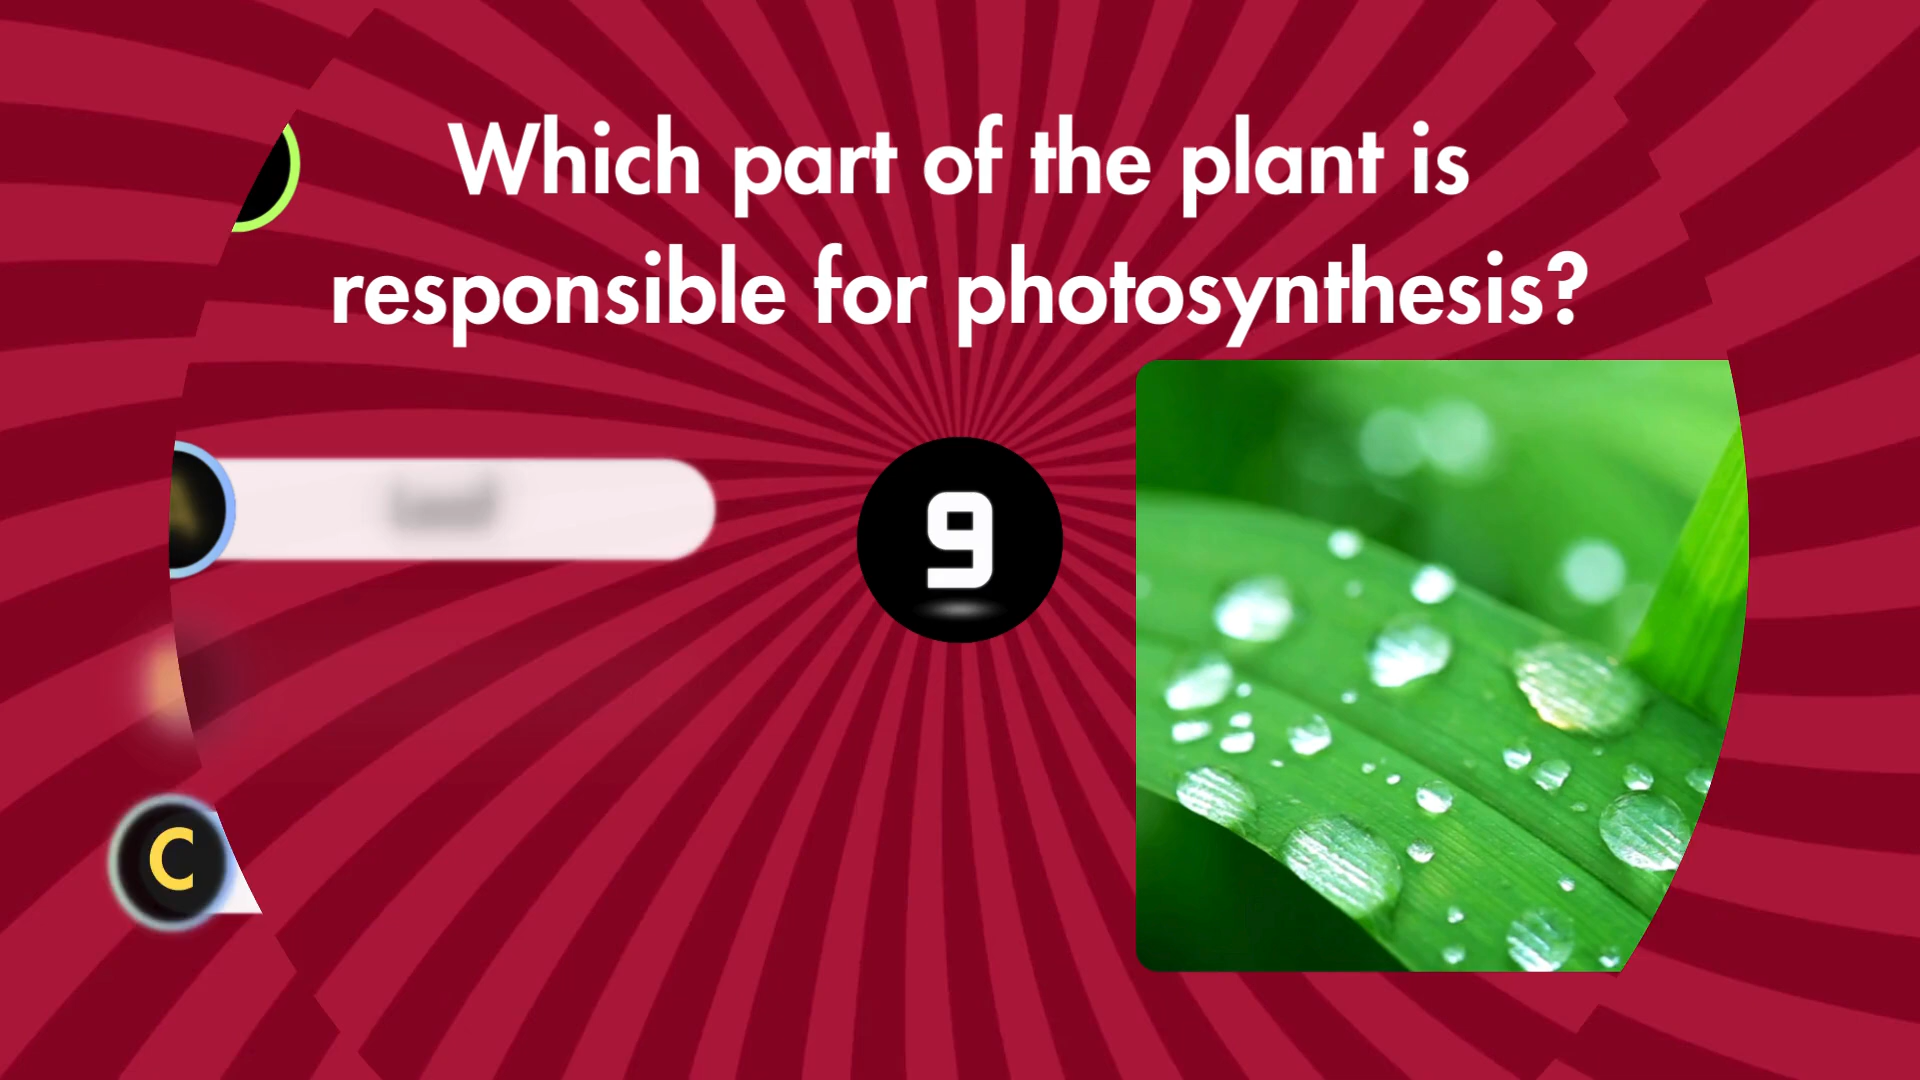 Which part of the plant is
responsible for photosynthesis?
A
9
C